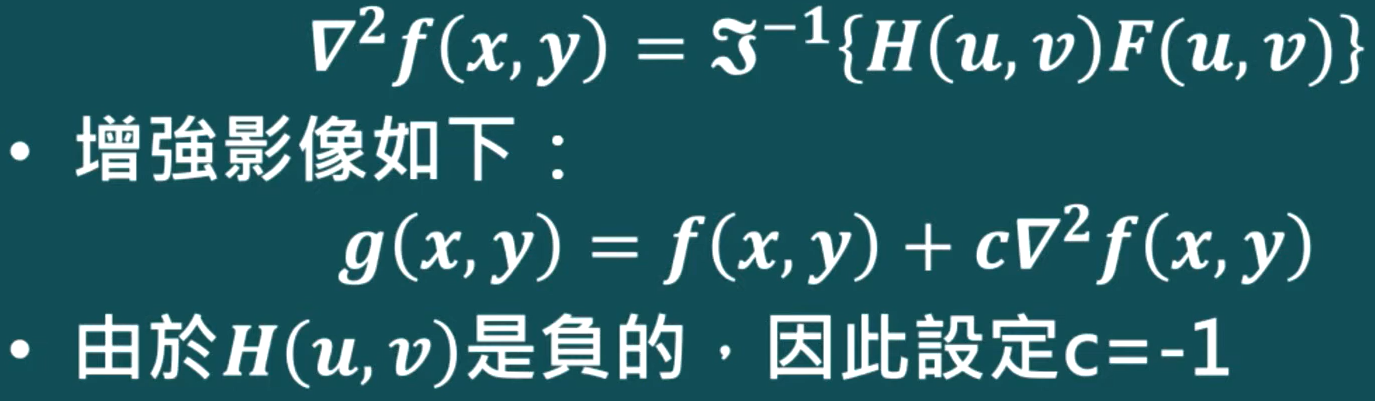 ∇²f(x, y) = ℑ⁻¹{H(u, v)F(u, v)}
• 增強影像如下：
g(x, y) = f(x, y) + c∇²f(x, y)
• 由於H(u, v)是負的，因此設定c=-1